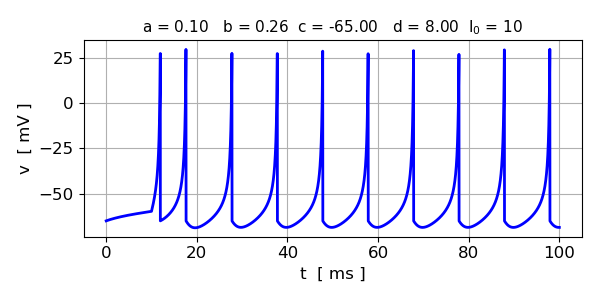 a = 0.10 b = 0.26 c = -65.00 d = 8.00 I₀ = 10
v [ mV ]
25
0
−25
−50
0 20 40 60 80 100
t [ ms ]